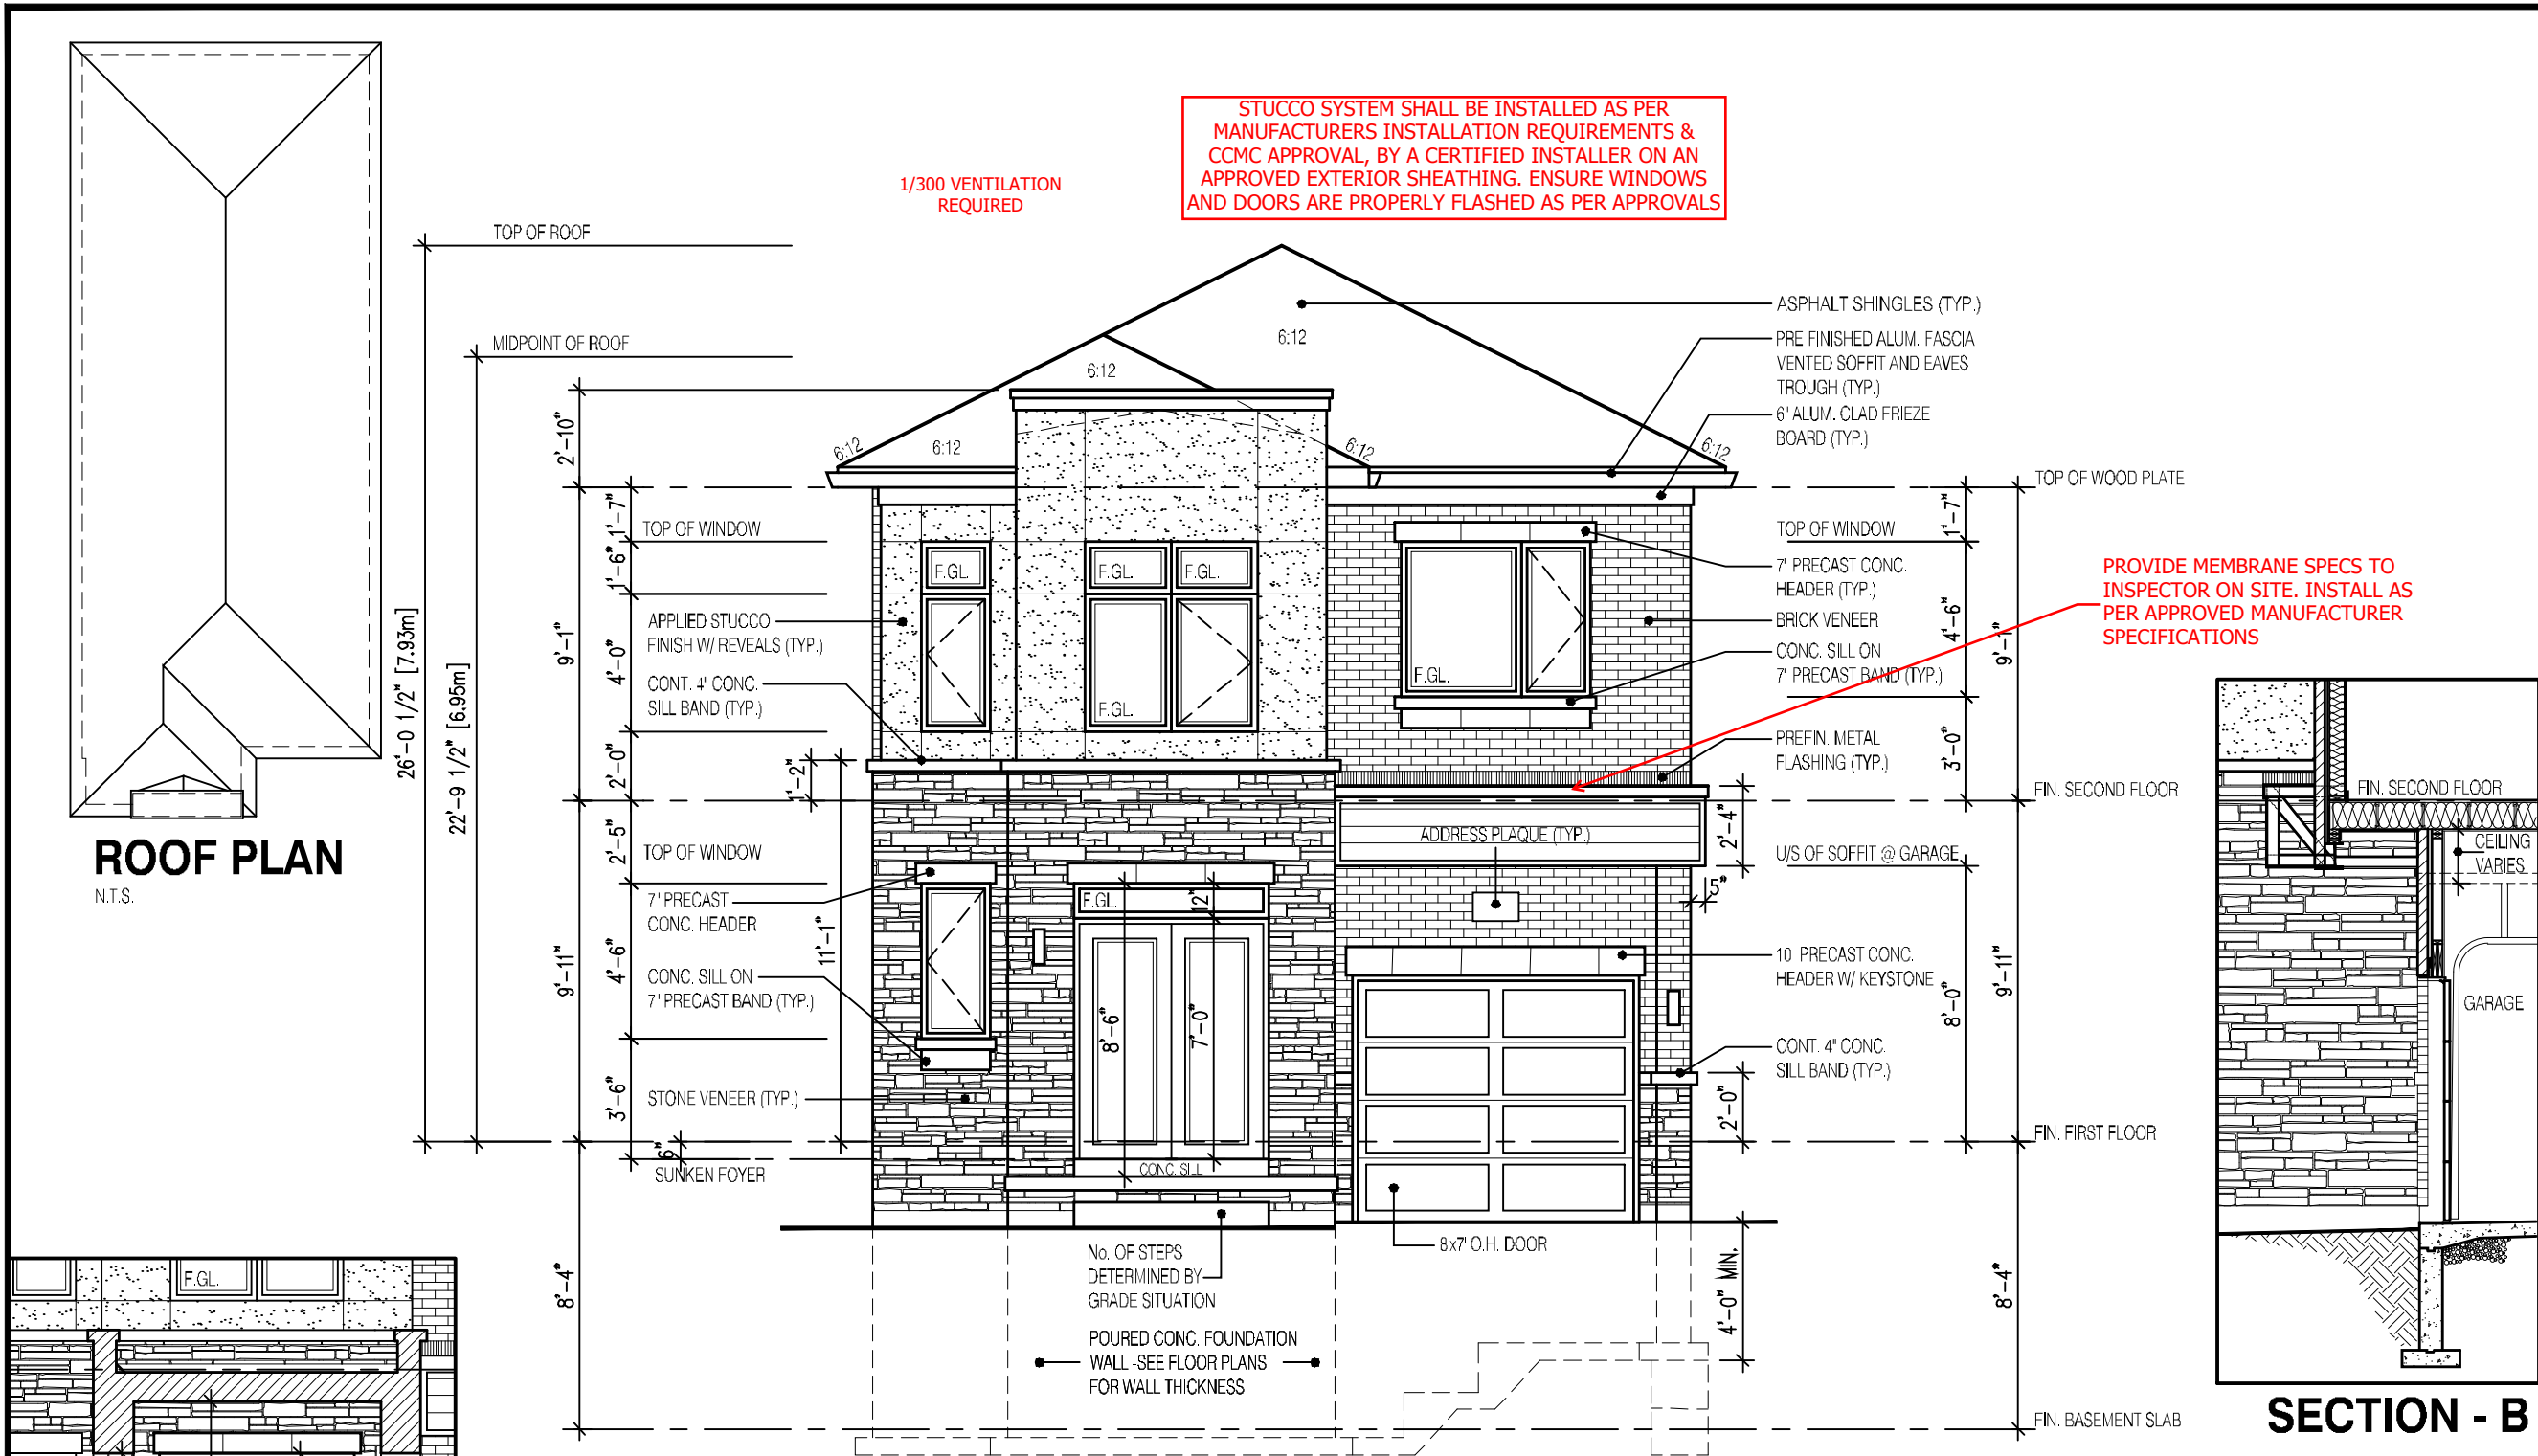 STUCCO SYSTEM SHALL BE INSTALLED AS PER
MANUFACTURERS INSTALLATION REQUIREMENTS &
CCMC APPROVAL, BY A CERTIFIED INSTALLER ON AN
APPROVED EXTERIOR SHEATHING. ENSURE WINDOWS
AND DOORS ARE PROPERLY FLASHED AS PER APPROVALS
1/300 VENTILATION
REQUIRED
TOP OF ROOF
MIDPOINT OF ROOF
26'-0 1/2" [7.93m]
22'-9 1/2" [6.95m]
ROOF PLAN
N.T.S.
2'-10"
9'-1"
9'-11"
8'-4"
1'-7"
1'-6"
4'-0"
2'-0"
2'-5"
4'-6"
3'-6"
6"
1'-2"
11'-1"
TOP OF WINDOW
APPLIED STUCCO
FINISH W/ REVEALS (TYP.)
CONT. 4" CONC.
SILL BAND (TYP.)
TOP OF WINDOW
7' PRECAST
CONC. HEADER
CONC. SILL ON
7' PRECAST BAND (TYP.)
STONE VENEER (TYP.)
SUNKEN FOYER
6:12
6:12
6:12
6:12
6:12
6:12
F.GL.
F.GL.
F.GL.
F.GL.
F.GL.
F.GL.
12"
8'-6"
7'-0"
CONC. SILL
ADDRESS PLAQUE (TYP.)
No. OF STEPS
DETERMINED BY
GRADE SITUATION
POURED CONC. FOUNDATION
WALL -SEE FLOOR PLANS
FOR WALL THICKNESS
8'x7' O.H. DOOR
ASPHALT SHINGLES (TYP.)
PRE FINISHED ALUM. FASCIA
VENTED SOFFIT AND EAVES
TROUGH (TYP.)
6' ALUM. CLAD FRIEZE
BOARD (TYP.)
TOP OF WINDOW
7' PRECAST CONC.
HEADER (TYP.)
BRICK VENEER
CONC. SILL ON
7' PRECAST BAND (TYP.)
PREFIN. METAL
FLASHING (TYP.)
U/S OF SOFFIT @ GARAGE
10 PRECAST CONC.
HEADER W/ KEYSTONE
CONT. 4" CONC.
SILL BAND (TYP.)
2'-4"
5"
2'-0"
4'-0" MIN.
1'-7"
4'-6"
3'-0"
8'-0"
9'-1"
9'-11"
8'-4"
TOP OF WOOD PLATE
FIN. SECOND FLOOR
FIN. FIRST FLOOR
FIN. BASEMENT SLAB
PROVIDE MEMBRANE SPECS TO
INSPECTOR ON SITE. INSTALL AS
PER APPROVED MANUFACTURER
SPECIFICATIONS
FIN. SECOND FLOOR
CEILING
VARIES
GARAGE
SECTION - B
F.GL.